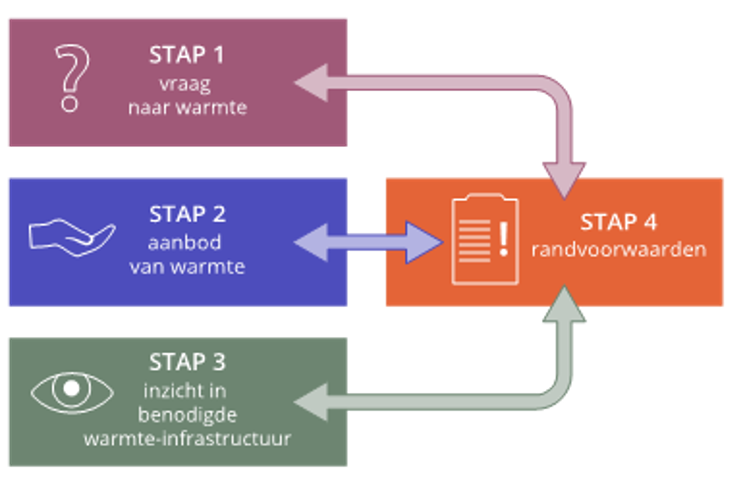 STAP 1
vraag
naar warmte
STAP 2
aanbod
van warmte
STAP 3
inzicht in
benodigde
warmte-infrastructuur
STAP 4
randvoorwaarden